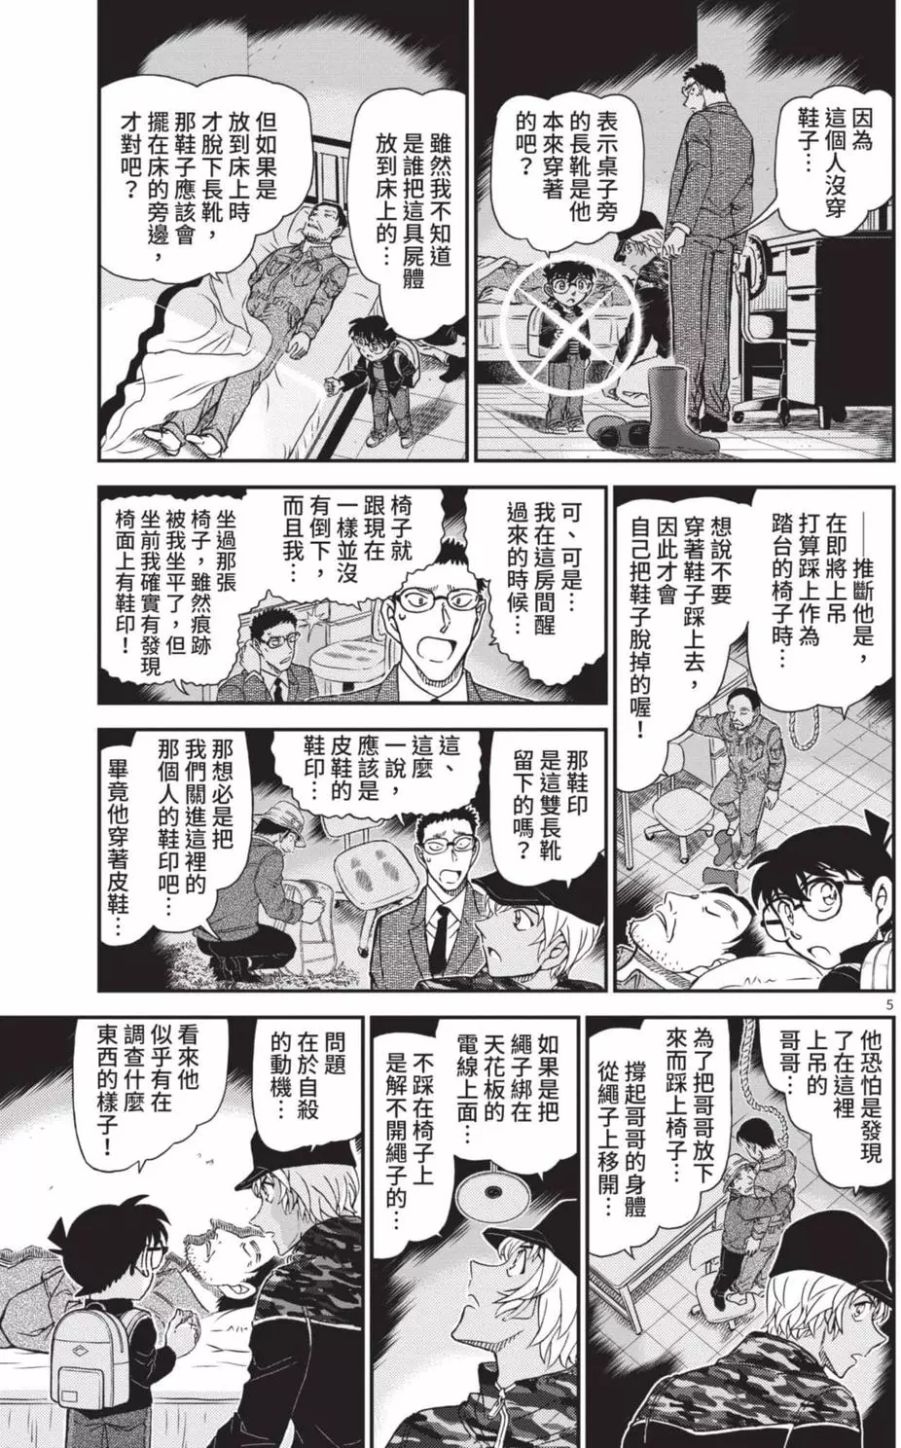 因為
這個人沒穿
鞋子…
表示桌子旁
的長靴是他
本來穿著
的吧？
雖然我不知道
是誰把這具屍體
放到床上的…
但如果是
放到床上時
才脫下長靴，
那鞋子應該會
擺在床的旁邊，
才對吧？
——推斷他是，
在即將上吊
打算踩上作為
踏台的椅子時…
想說不要
穿著鞋子踩上去，
因此才會
自己把鞋子脫掉的喔！
可、可是…
我在這房間醒
過來的時候…
椅子就
跟現在
一樣並沒
有倒下，
而且我…
坐過那張
椅子，雖然痕跡
被我坐平了，但
坐前我確實有發現
椅面上有鞋印！
那鞋印
是這雙長靴
留下的嗎？
這、
這麼
一說，
應該是
皮鞋的
鞋印…
那想必是把
我們關進這裡的
那個人的鞋印吧…
畢竟他穿著皮鞋…
5
他恐怕是發現
了在這裡
上吊的
哥哥…
為了把哥哥放下
來而踩上椅子…
撐起哥哥的身體
從繩子上移開…
如果是把
繩子綁在
天花板的
電線上面…
不踩在椅子上
是解不開繩子的…
問題
在於自殺
的動機…
看來他
似乎有在
調查什麼
東西的樣子！